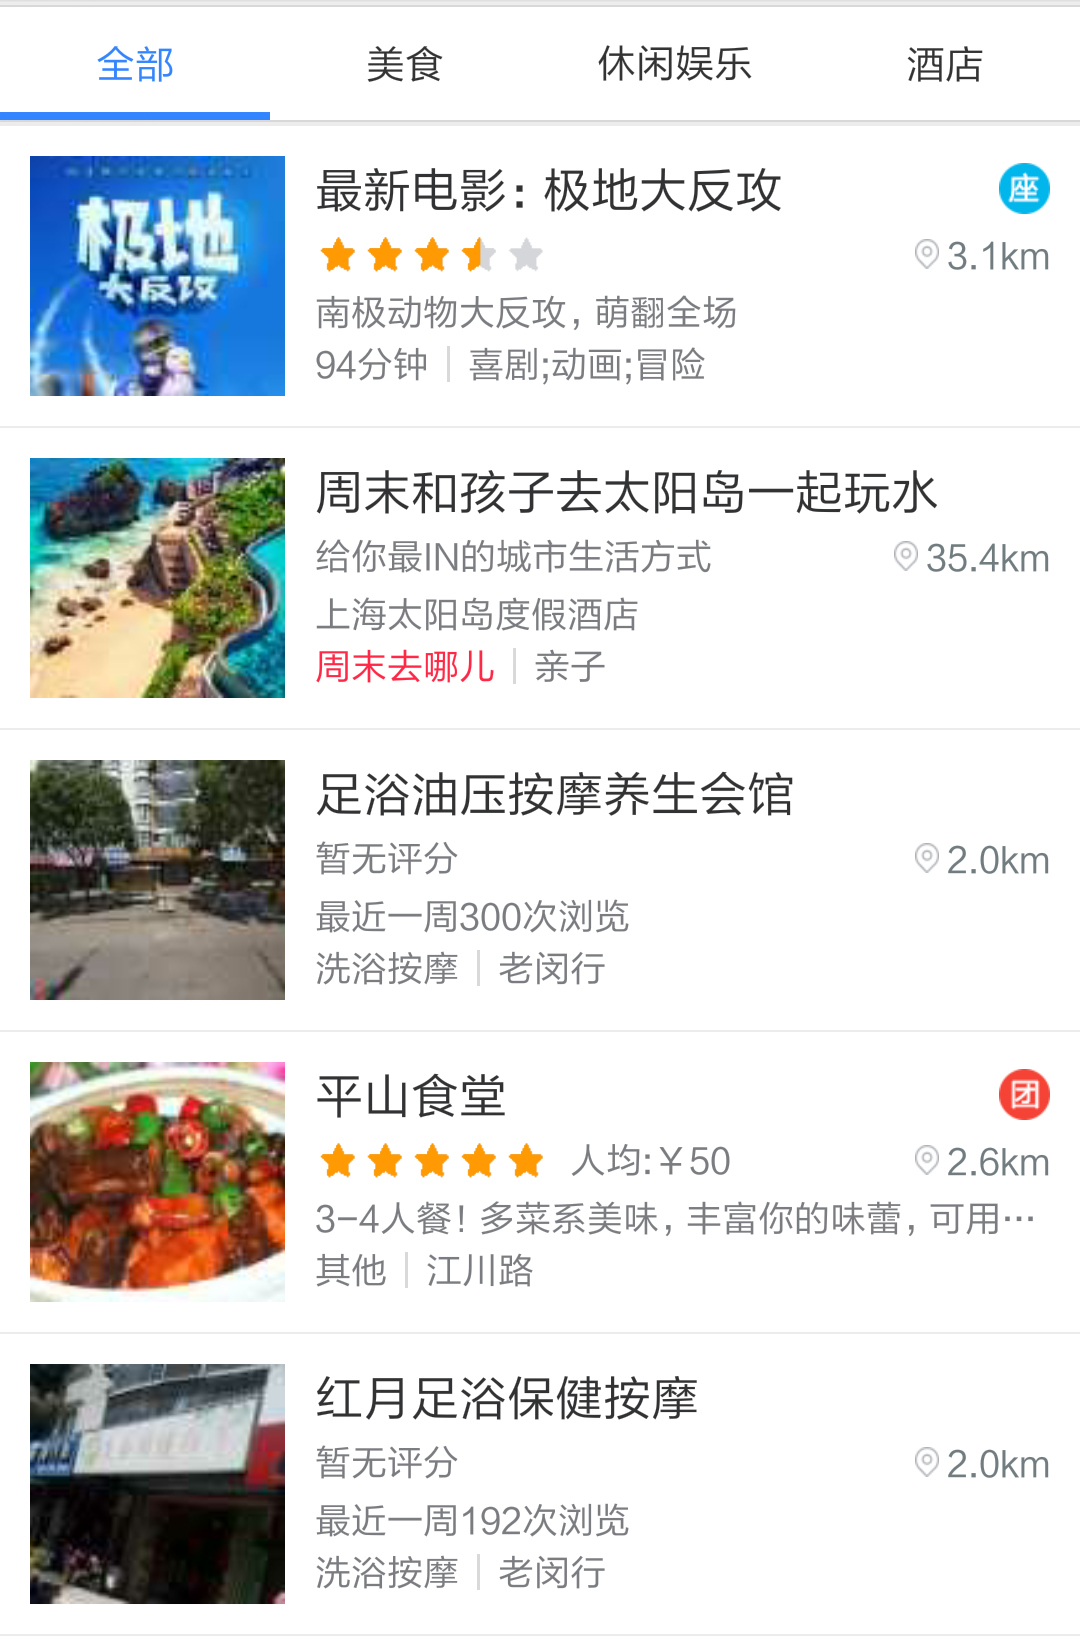 全部 美食 休闲娱乐 酒店
极地
大反攻
最新电影：极地大反攻 座
3.1km
南极动物大反攻，萌翻全场
94分钟 喜剧;动画;冒险
周末和孩子去太阳岛一起玩水
给你最IN的城市生活方式 35.4km
上海太阳岛度假酒店
周末去哪儿 亲子
足浴油压按摩养生会馆
暂无评分 2.0km
最近一周300次浏览
洗浴按摩 老闵行
平山食堂 团
人均:￥50 2.6km
3-4人餐！多菜系美味，丰富你的味蕾，可用…
其他 江川路
红月足浴保健按摩
暂无评分 2.0km
最近一周192次浏览
洗浴按摩 老闵行